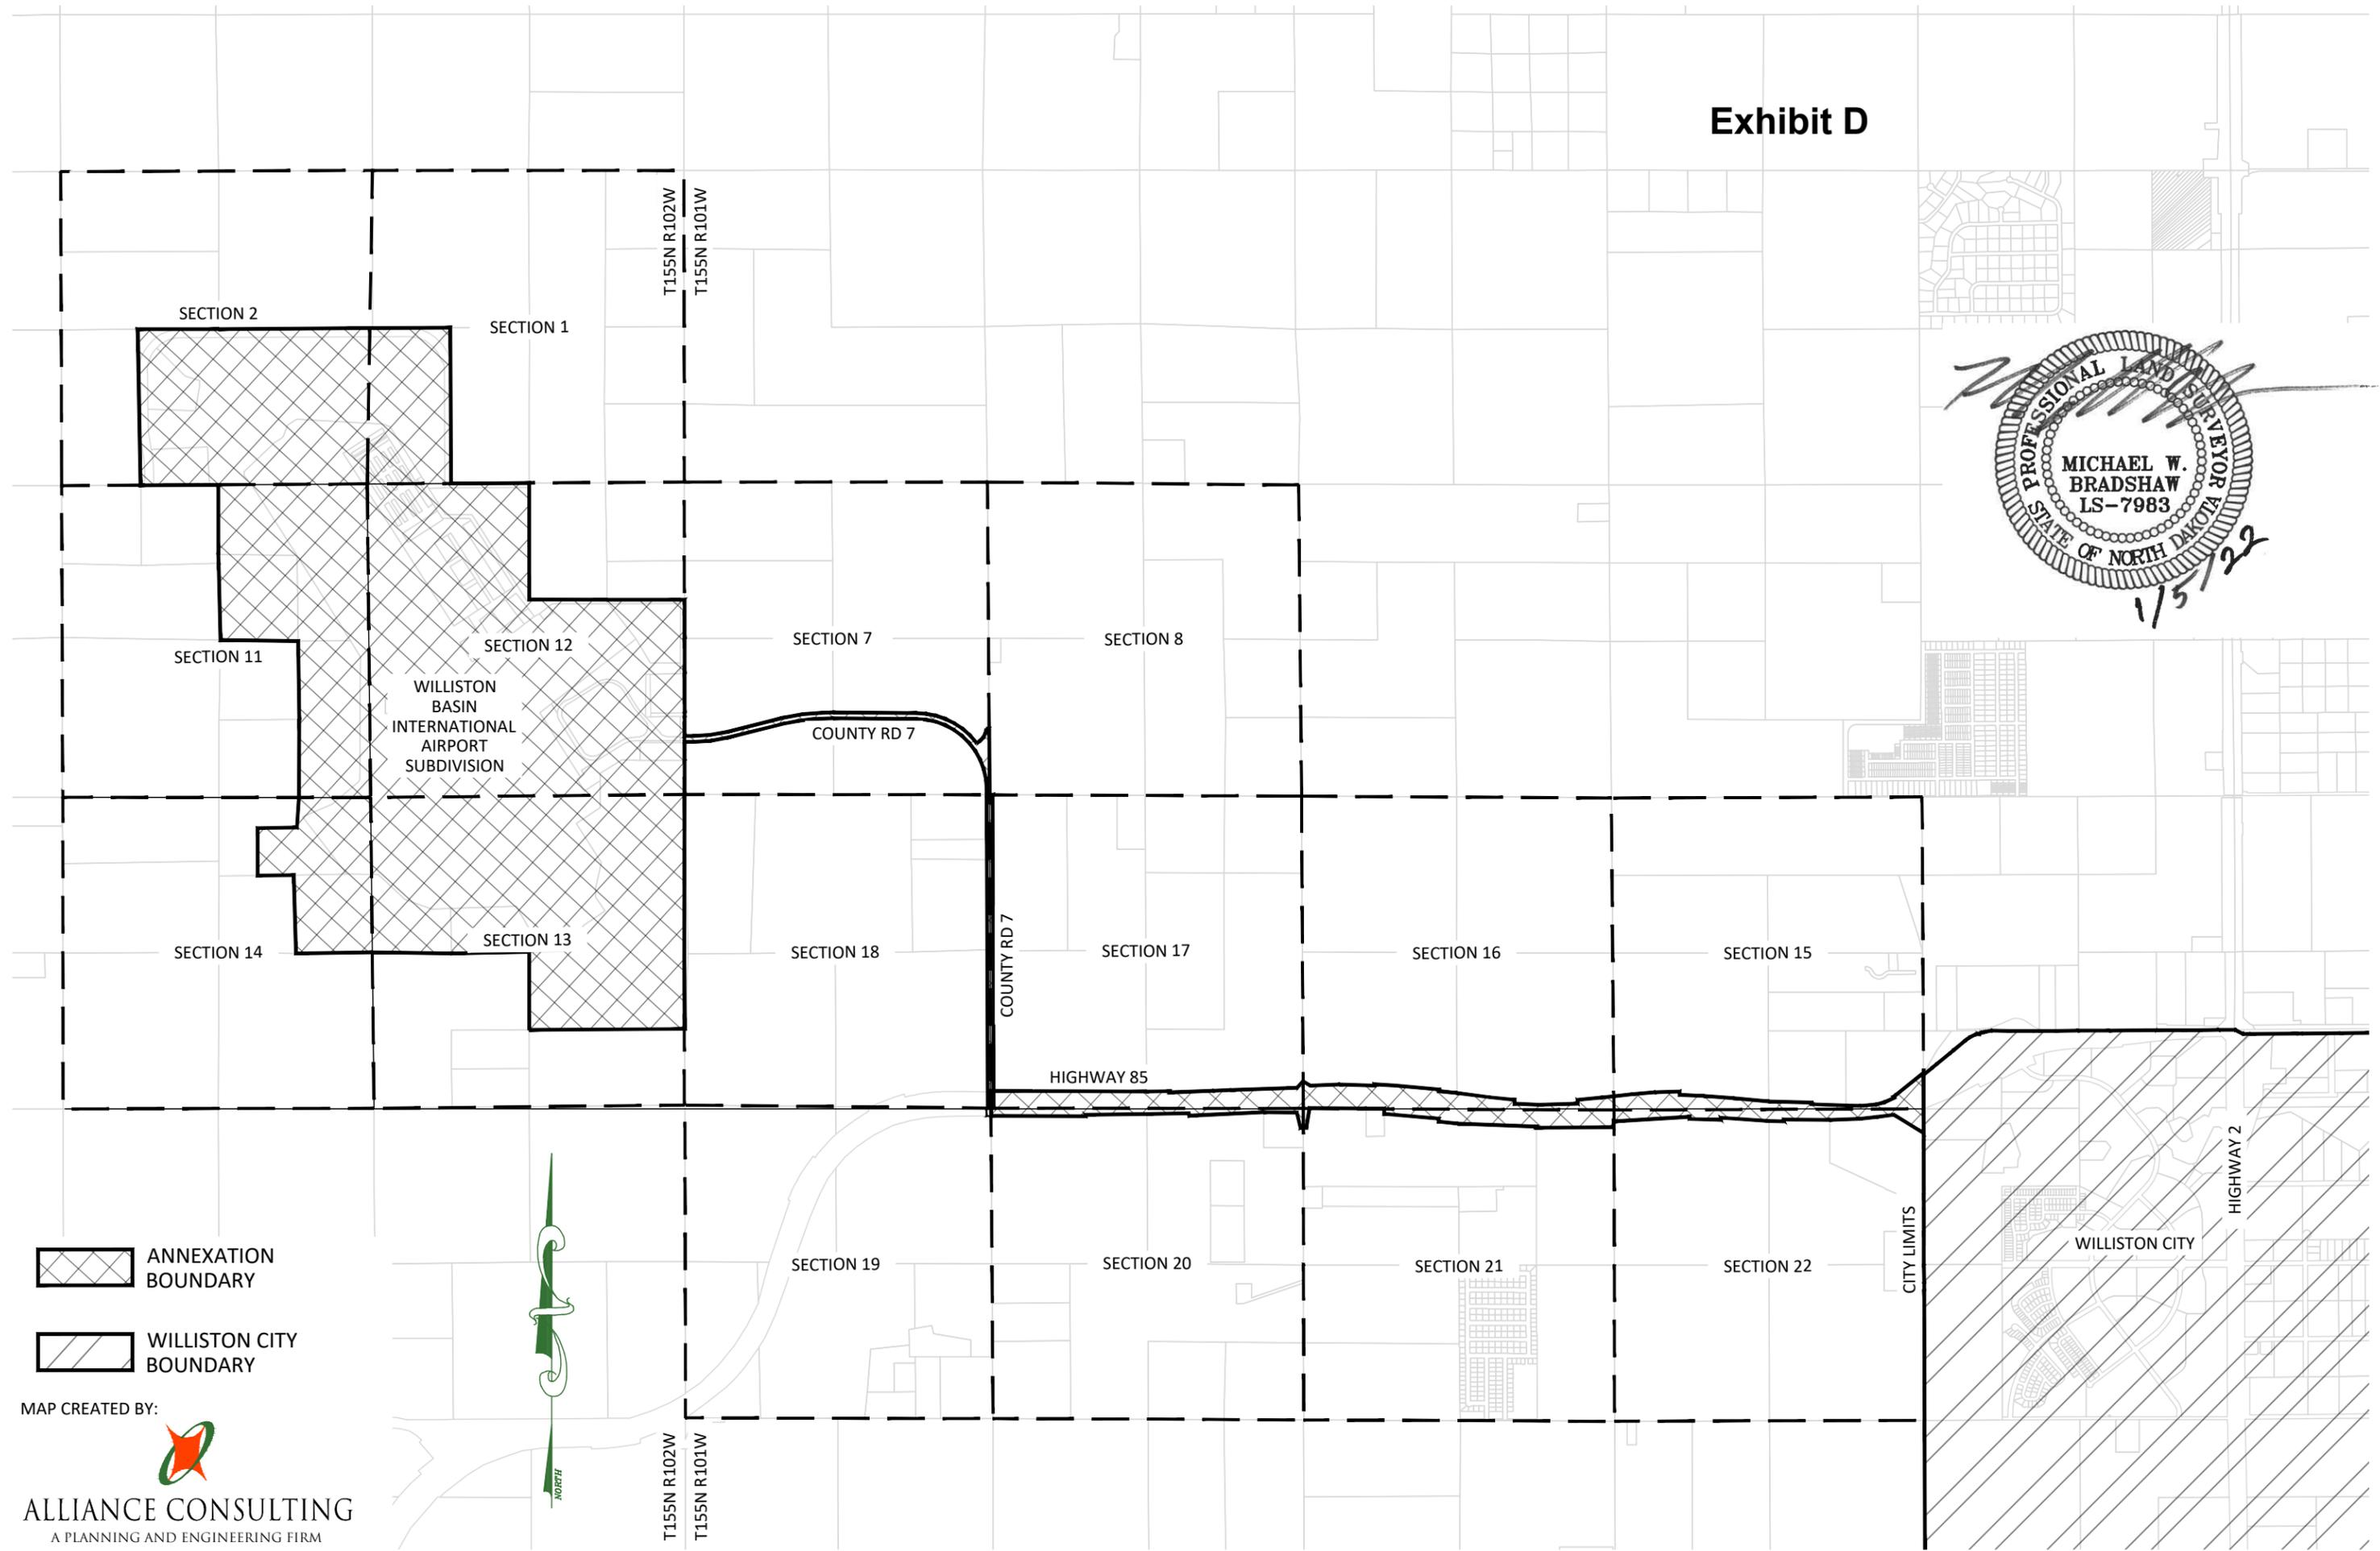 Exhibit D
T155N R102W
T155N R101W
SECTION 2
SECTION 1
PROFESSIONAL LAND SURVEYOR
MICHAEL W.
BRADSHAW
LS-7983
STATE OF NORTH DAKOTA
1/5/22
SECTION 12
SECTION 7
SECTION 8
SECTION 11
WILLISTON
BASIN
INTERNATIONAL
AIRPORT
SUBDIVISION
COUNTY RD 7
SECTION 14
SECTION 13
SECTION 18
COUNTY RD 7
SECTION 17
SECTION 16
SECTION 15
HIGHWAY 85
HIGHWAY 2
WILLISTON CITY
CITY LIMITS
SECTION 19
SECTION 20
SECTION 21
SECTION 22
ANNEXATION
BOUNDARY
WILLISTON CITY
BOUNDARY
MAP CREATED BY:
ALLIANCE CONSULTING
A PLANNING AND ENGINEERING FIRM
NORTH
T155N R102W
T155N R101W